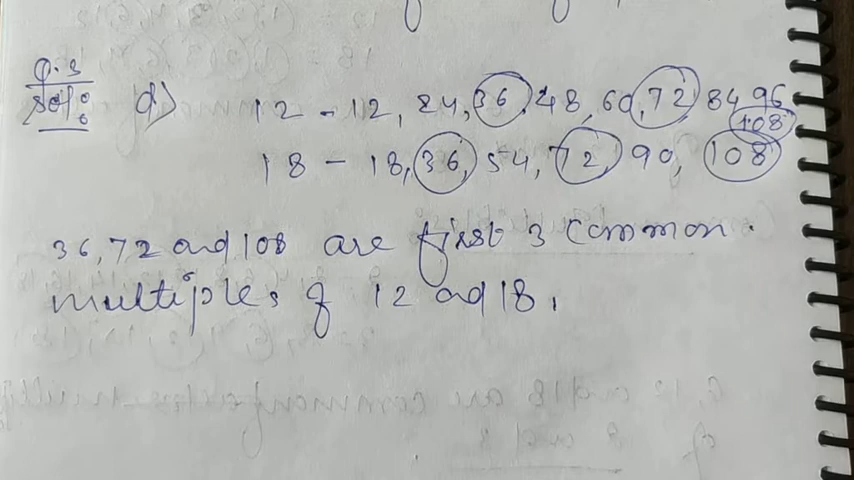 Q.3
Sol: d) 12 - 12, 24, 36, 48, 60, 72, 84, 96
108
18 - 18, 36, 54, 72, 90, 108
36, 72 and 108 are first 3 common
multiples of 12 ad 18.